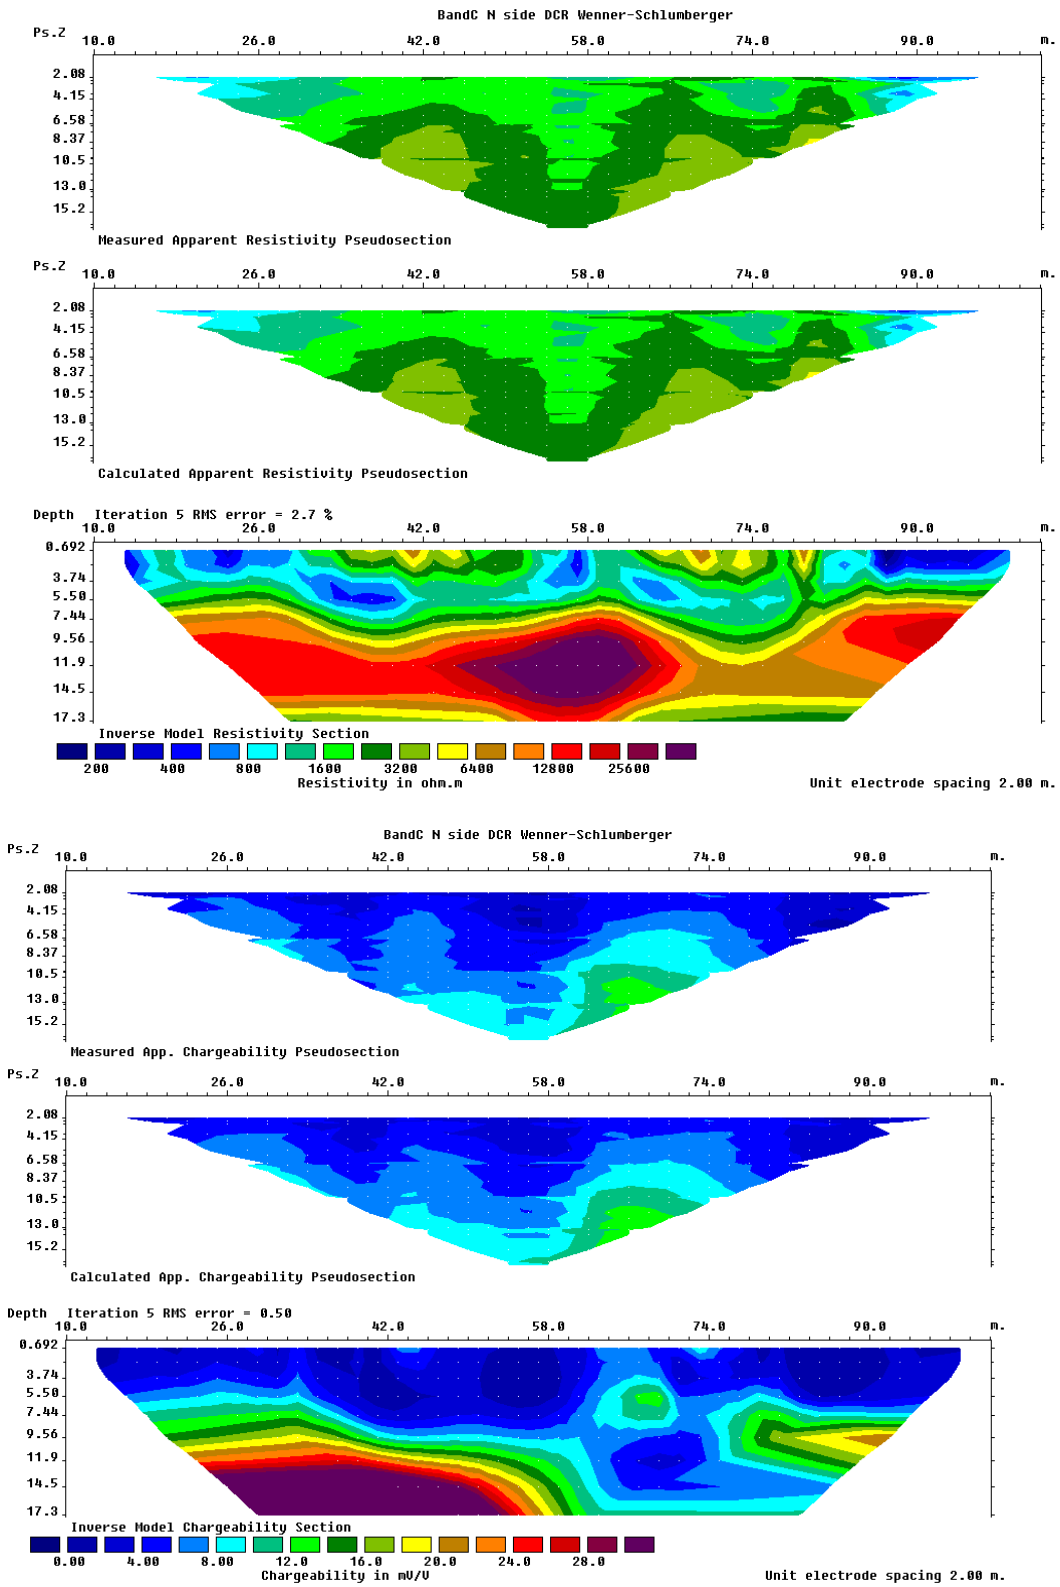 BandC N side DCR Wenner-Schlumberger
Ps.Z 10.0 26.0 42.0 58.0 74.0 90.0 m.
2.08
4.15
6.58
8.37
10.5
13.0
15.2
Measured Apparent Resistivity Pseudosection
Ps.Z 10.0 26.0 42.0 58.0 74.0 90.0 m.
2.08
4.15
6.58
8.37
10.5
13.0
15.2
Calculated Apparent Resistivity Pseudosection
Depth Iteration 5 RMS error = 2.7 %
10.0 26.0 42.0 58.0 74.0 90.0 m.
0.692
3.74
5.50
7.44
9.56
11.9
14.5
17.3
Inverse Model Resistivity Section
200 400 800 1600 3200 6400 12800 25600
Resistivity in ohm.m Unit electrode spacing 2.00 m.
BandC N side DCR Wenner-Schlumberger
Ps.Z 10.0 26.0 42.0 58.0 74.0 90.0 m.
2.08
4.15
6.58
8.37
10.5
13.0
15.2
Measured App. Chargeability Pseudosection
Ps.Z 10.0 26.0 42.0 58.0 74.0 90.0 m.
2.08
4.15
6.58
8.37
10.5
13.0
15.2
Calculated App. Chargeability Pseudosection
Depth Iteration 5 RMS error = 0.50
10.0 26.0 42.0 58.0 74.0 90.0 m.
0.692
3.74
5.50
7.44
9.56
11.9
14.5
17.3
Inverse Model Chargeability Section
0.00 4.00 8.00 12.0 16.0 20.0 24.0 28.0
Chargeability in mV/V Unit electrode spacing 2.00 m.